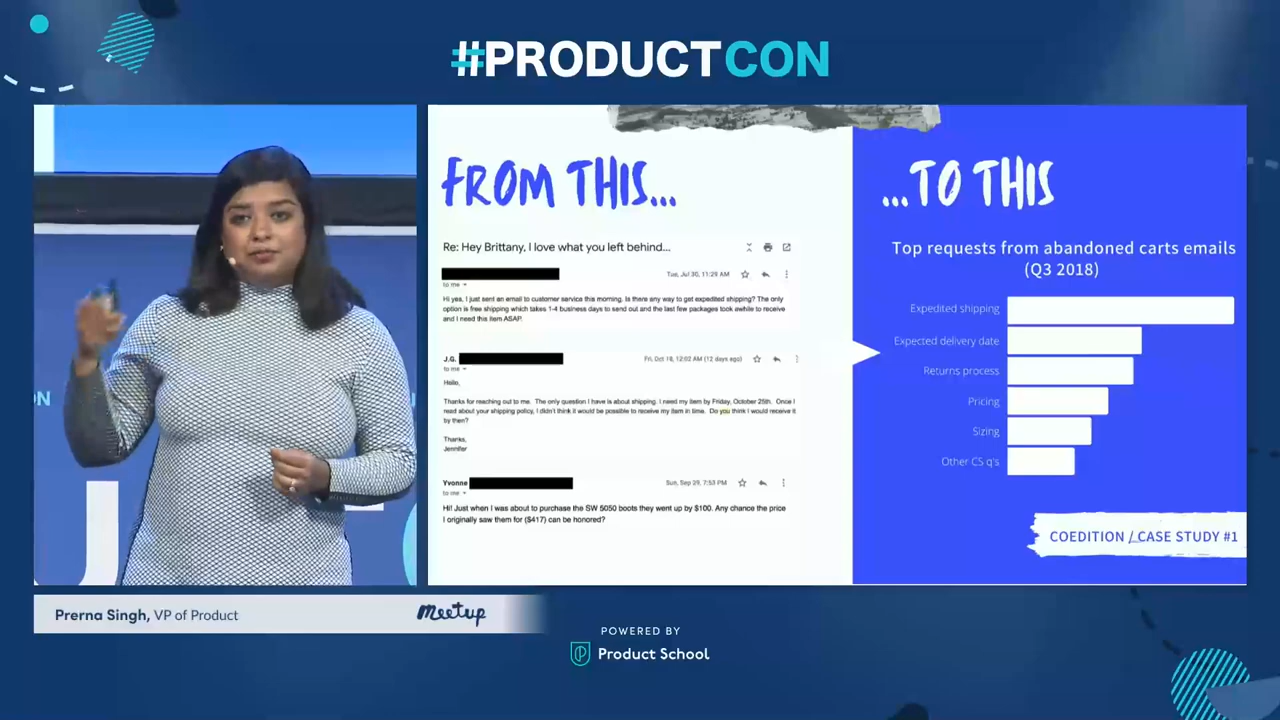 #PRODUCTCON
FROM THIS...
Re: Hey Brittany, I love what you left behind...
Tue, Jul 30, 11:29 AM
to me
Hi yes, I just sent an email to customer service this morning. Is there any way to get expedited shipping? The only
option is free shipping which takes 1-4 business days to send out and the last few packages took awhile to receive
and I need this item ASAP.
J.G.
Fri, Oct 18, 12:02 AM (12 days ago)
to me
Hello,
Thanks for reaching out to me. The only question I have is about shipping. I need my item by Friday, October 25th. Once I
read about your shipping policy, I didn't think it would be possible to receive my item in time. Do you think I would receive it
by then?
Thanks,
Jennifer
Yvonne
Sun, Sep 29, 7:53 PM
to me
Hi! Just when I was about to purchase the SW 5050 boots they went up by $100. Any chance the price
I originally saw them for ($417) can be honored?
...TO THIS
Top requests from abandoned carts emails
(Q3 2018)
Expedited shipping
Expected delivery date
Returns process
Pricing
Sizing
Other CS q's
COEDITION / CASE STUDY #1
ON
U
Prerna Singh, VP of Product
meetup
POWERED BY
Product School